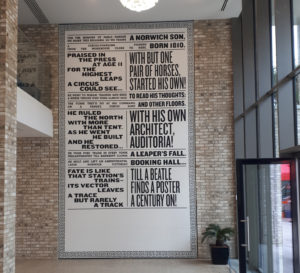 A NORWICH SON,
BORN 1810.
PRAISED IN
THE PRESS
AT AGE 11
FOR THE
HIGHEST
LEAPS
A CIRCUS
COULD SEE...
WITH BUT ONE
PAIR OF HORSES,
STARTED HIS OWN!
TO READ HIS THOUGHTS:
AND OTHER FLOORS.
HE RULED
THE NORTH
WITH MORE
THAN TENT.
AS HE WENT
HE BUILT
AND HE
RESTORED...
WITH HIS OWN
ARCHITECT,
AUDITORIA!
A LEAPER'S FALL.
BOOKING HALL.
FATE IS LIKE
THAT STATION'S
TRAINS—
ITS VECTOR
LEAVES
A TRACE
BUT RARELY
A TRACK
TILL A BEATLE
FINDS A POSTER
A CENTURY ON!